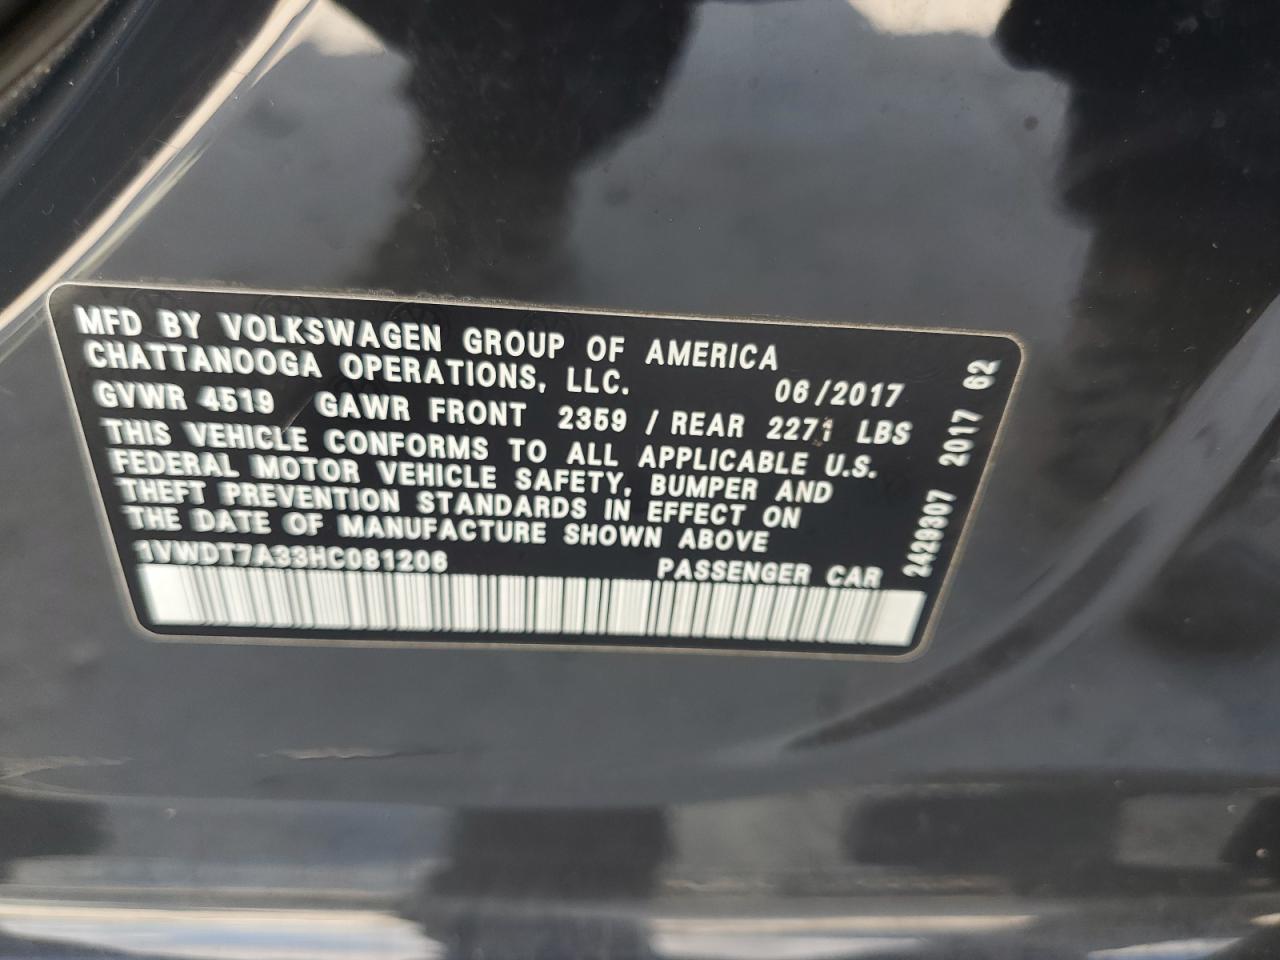 MFD BY VOLKSWAGEN GROUP OF AMERICA
CHATTANOOGA OPERATIONS, LLC. 06/2017
GVWR 4519 GAWR FRONT 2359 / REAR 2271 LBS
THIS VEHICLE CONFORMS TO ALL APPLICABLE U.S.
FEDERAL MOTOR VEHICLE SAFETY, BUMPER AND
THEFT PREVENTION STANDARDS IN EFFECT ON
THE DATE OF MANUFACTURE SHOWN ABOVE
1VWDT7A33HC081206 PASSENGER CAR
2429307 2017 62